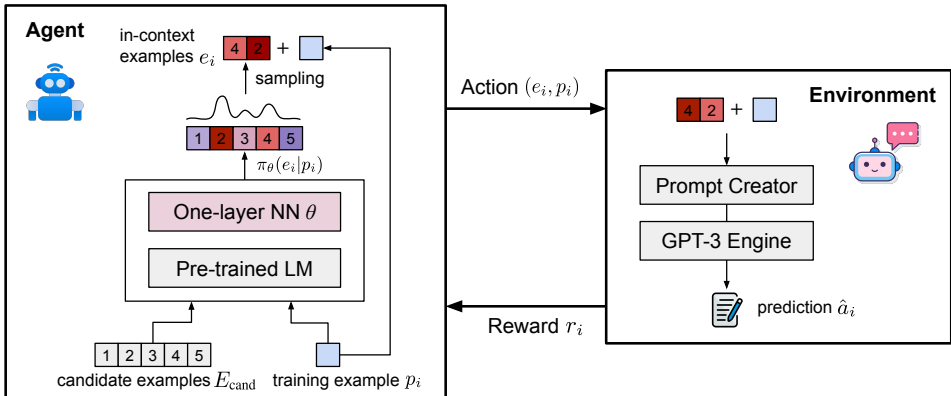 Agent
in-context
examples e_i
4 2 +
sampling
1 2 3 4 5
π_θ(e_i|p_i)
One-layer NN θ
Pre-trained LM
1 2 3 4 5
candidate examples E_cand
training example p_i
Action (e_i, p_i)
Reward r_i
Environment
4 2 +
Prompt Creator
GPT-3 Engine
prediction â_i